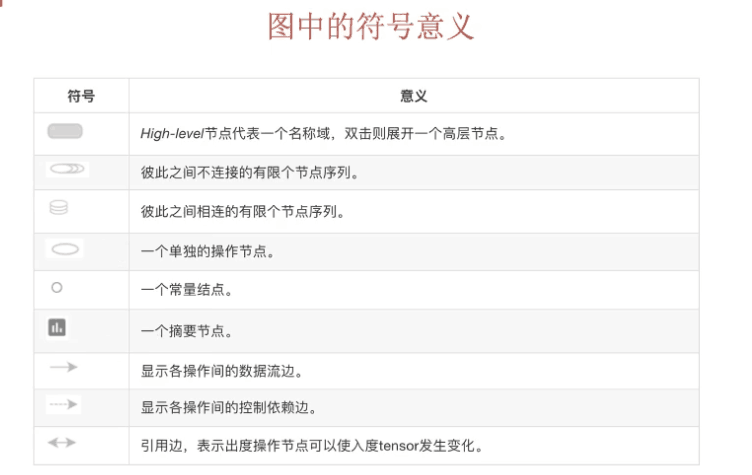 图中的符号意义
符号 意义
High-level节点代表一个名称域，双击则展开一个高层节点。
彼此之间不连接的有限个节点序列。
彼此之间相连的有限个节点序列。
一个单独的操作节点。
一个常量结点。
一个摘要节点。
显示各操作间的数据流边。
显示各操作间的控制依赖边。
引用边，表示出度操作节点可以使入度tensor发生变化。